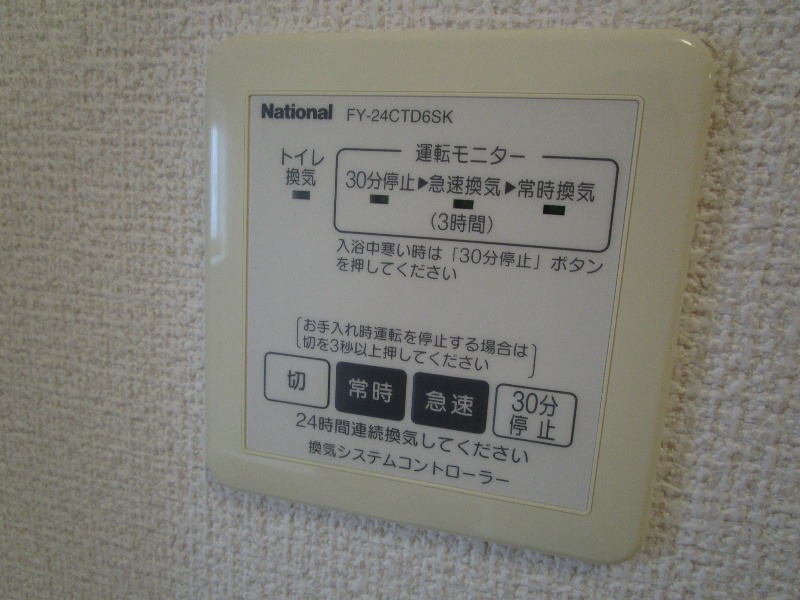 National FY-24CTD6SK
トイレ
換気
運転モニター
30分停止▶急速換気▶常時換気
(3時間)
入浴中寒い時は「30分停止」ボタン
を押してください
お手入れ時運転を停止する場合は
切を3秒以上押してください
切 常時 急速 30分
停止
24時間連続換気してください
換気システムコントローラー